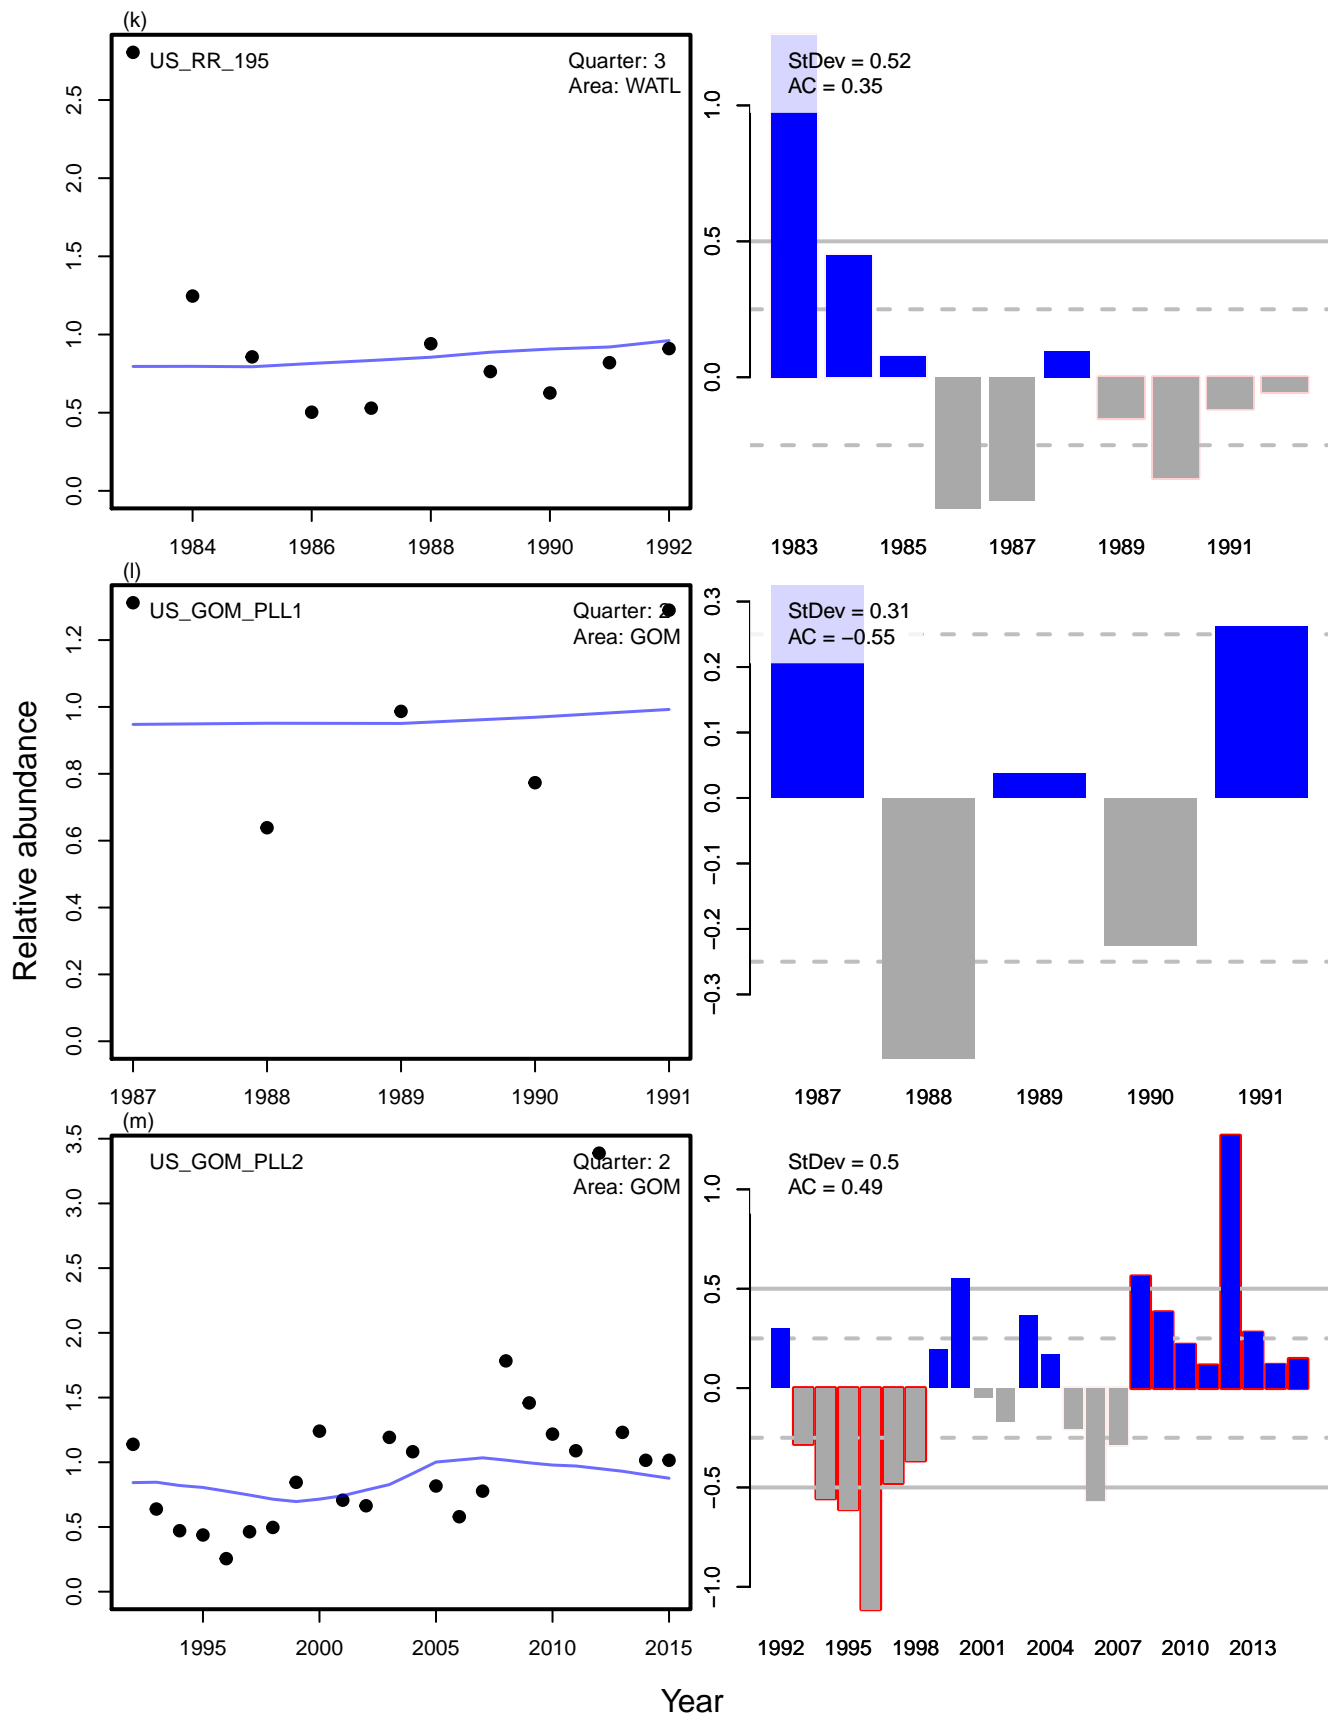 (k)
US_RR_195
Quarter: 3
Area: WATL
0.0 0.5 1.0 1.5 2.0 2.5
1984 1986 1988 1990 1992
StDev = 0.52
AC = 0.35
0.0 0.5 1.0
1983 1985 1987 1989 1991
(l)
US_GOM_PLL1
Quarter: 2
Area: GOM
0.0 0.2 0.4 0.6 0.8 1.0 1.2
1987 1988 1989 1990 1991
StDev = 0.31
AC = −0.55
−0.3 −0.2 −0.1 0.0 0.1 0.2 0.3
1987 1988 1989 1990 1991
Relative abundance
(m)
US_GOM_PLL2
Quarter: 2
Area: GOM
0.0 0.5 1.0 1.5 2.0 2.5 3.0 3.5
1995 2000 2005 2010 2015
StDev = 0.5
AC = 0.49
−1.0 −0.5 0.0 0.5 1.0
1992 1995 1998 2001 2004 2007 2010 2013
Year